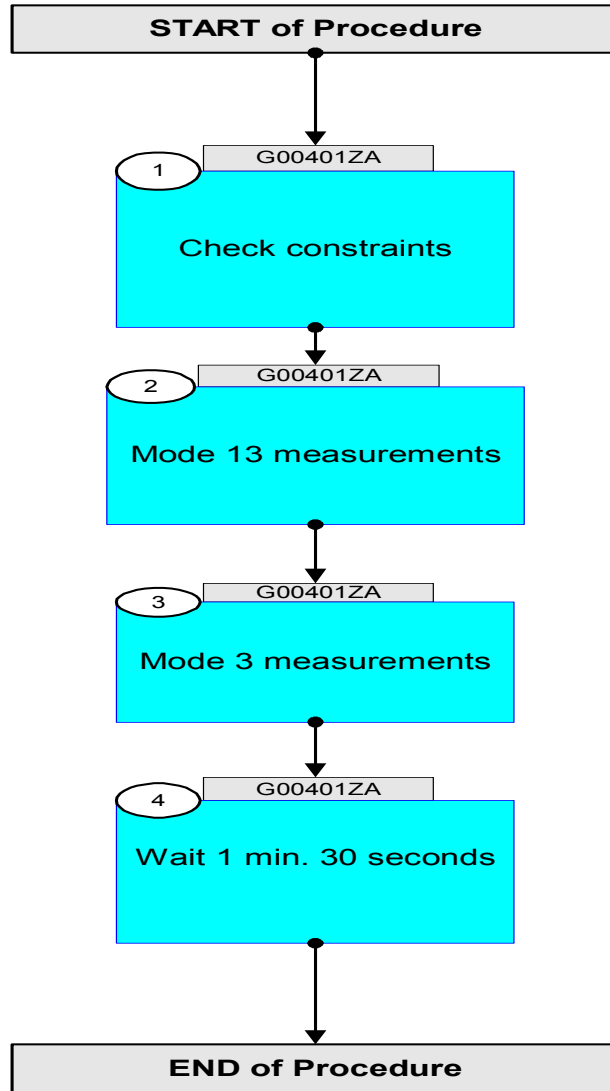 START of Procedure
G00401ZA
1
Check constraints
G00401ZA
2
Mode 13 measurements
G00401ZA
3
Mode 3 measurements
G00401ZA
4
Wait 1 min. 30 seconds
END of Procedure